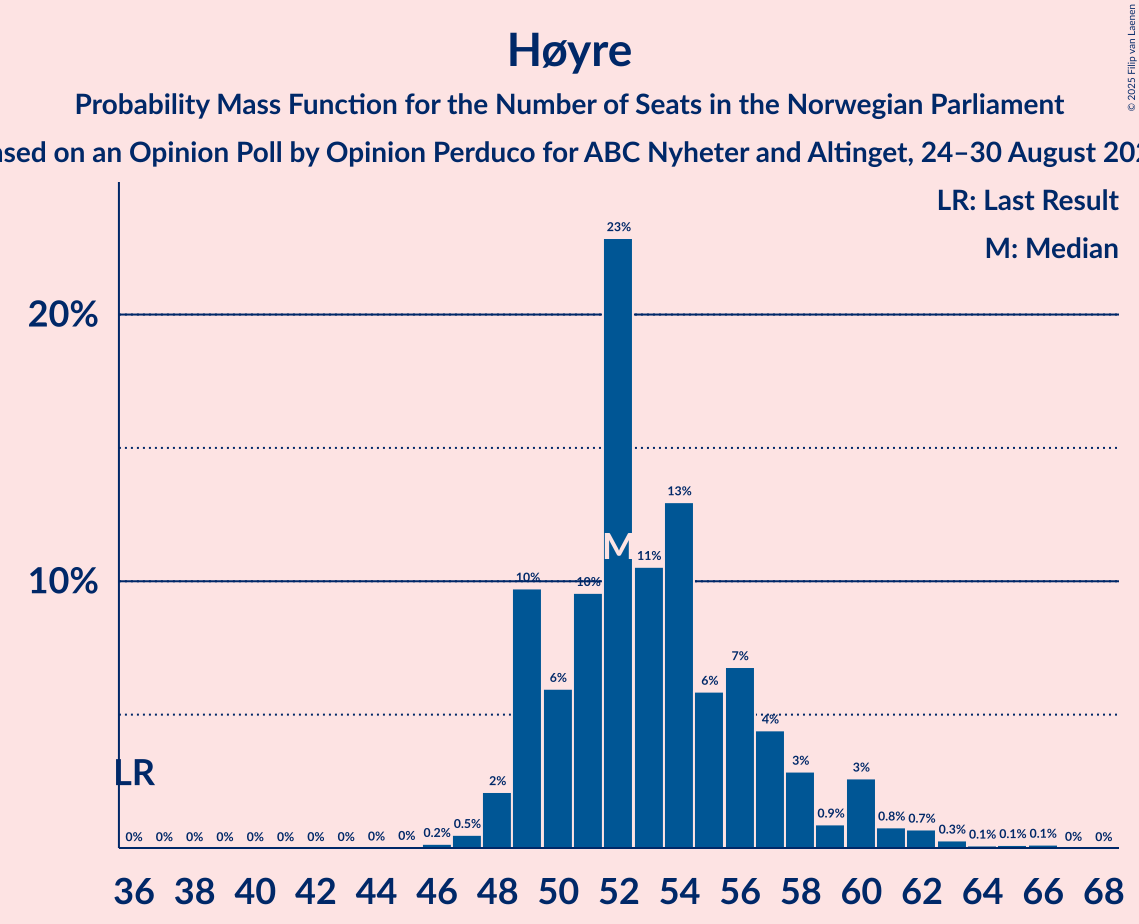 Høyre
Probability Mass Function for the Number of Seats in the Norwegian Parliament
on an Opinion Poll by Opinion Perduco for ABC Nyheter and Altinget, 24–30 August
© 2025 Filip van Laenen
LR: Last Result
M: Median
20%
10%
23%
13%
M
11%
10%
10%
7%
6%
6%
4%
LR
3%
3%
2%
0% 0% 0% 0% 0% 0% 0% 0% 0% 0% 0.2% 0.5% 0.9% 0.8% 0.7% 0.3% 0.1% 0.1% 0.1% 0% 0%
36 38 40 42 44 46 48 50 52 54 56 58 60 62 64 66 68